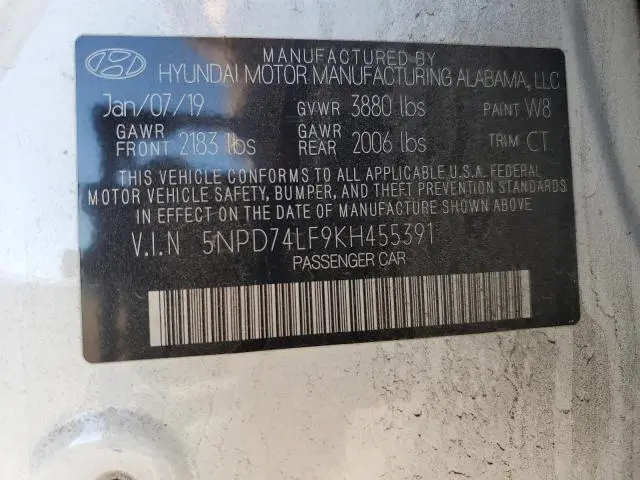 MANUFACTURED BY
HYUNDAI MOTOR MANUFACTURING ALABAMA, LLC
Jan/07/19 GVWR 3880 lbs PAINT W8
GAWR FRONT 2183 lbs GAWR REAR 2006 lbs TRIM CT
THIS VEHICLE CONFORMS TO ALL APPLICABLE U.S.A. FEDERAL
MOTOR VEHICLE SAFETY, BUMPER, AND THEFT PREVENTION STANDARDS
IN EFFECT ON THE DATE OF MANUFACTURE SHOWN ABOVE.
V.I.N 5NPD74LF9KH455391
PASSENGER CAR